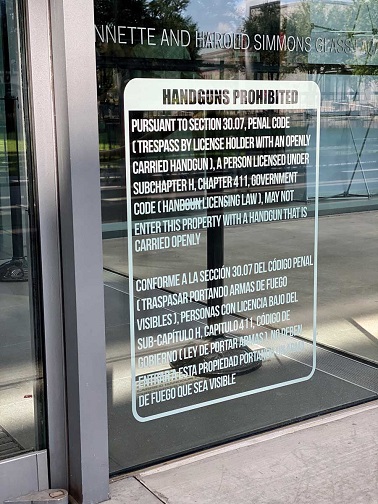 NNETTE AND HAROLD SIMMONS
HANDGUNS PROHIBITED
PURSUANT TO SECTION 30.07, PENAL CODE
(TRESPASS BY LICENSE HOLDER WITH AN OPENLY
CARRIED HANDGUN), A PERSON LICENSED UNDER
SUBCHAPTER H, CHAPTER 411, GOVERNMENT
CODE (HANDGUN LICENSING LAW), MAY NOT
ENTER THIS PROPERTY WITH A HANDGUN THAT IS
CARRIED OPENLY
CONFORME A LA SECCIÓN 30.07 DEL CÓDIGO PENAL
(TRASPASAR PORTANDO ARMAS DE FUEGO
VISIBLES), PERSONAS CON LICENCIA BAJO DEL
SUB-CAPÍTULO H, CAPITULO 411, CÓDIGO DE
GOBIERNO (LEY DE PORTAR ARMAS), NO DEBEN
ENTRAR A ESTA PROPIEDAD PORTANDO
DE FUEGO QUE SEA VISIBLE